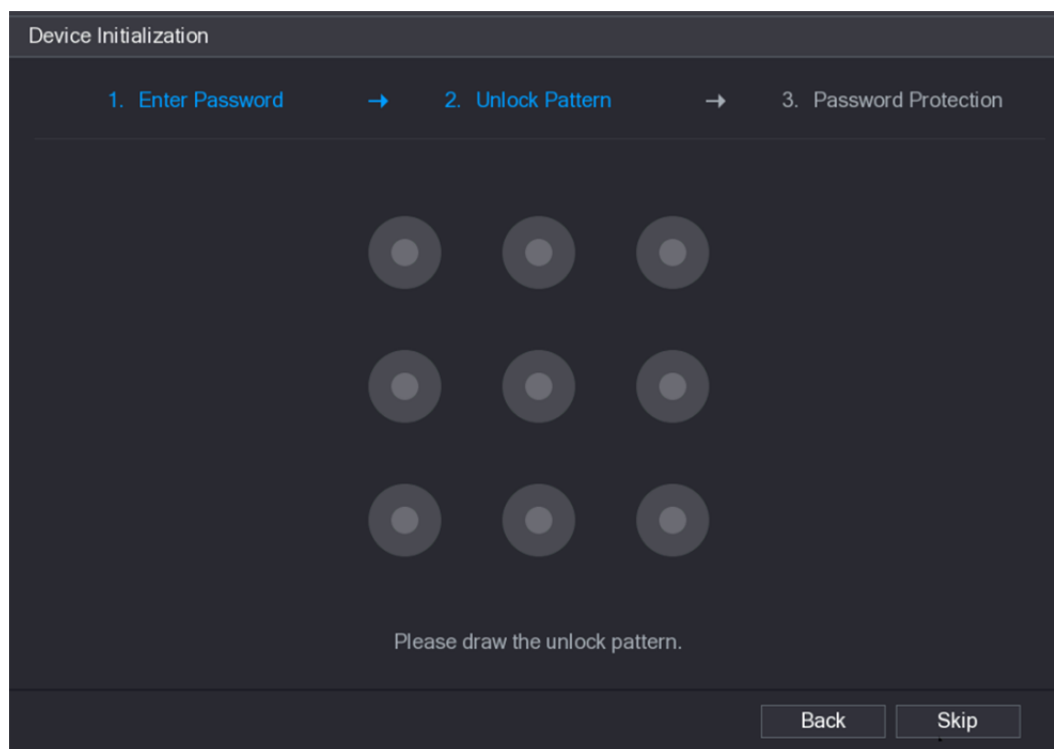 Device Initialization
1. Enter Password → 2. Unlock Pattern → 3. Password Protection
Please draw the unlock pattern.
Back Skip